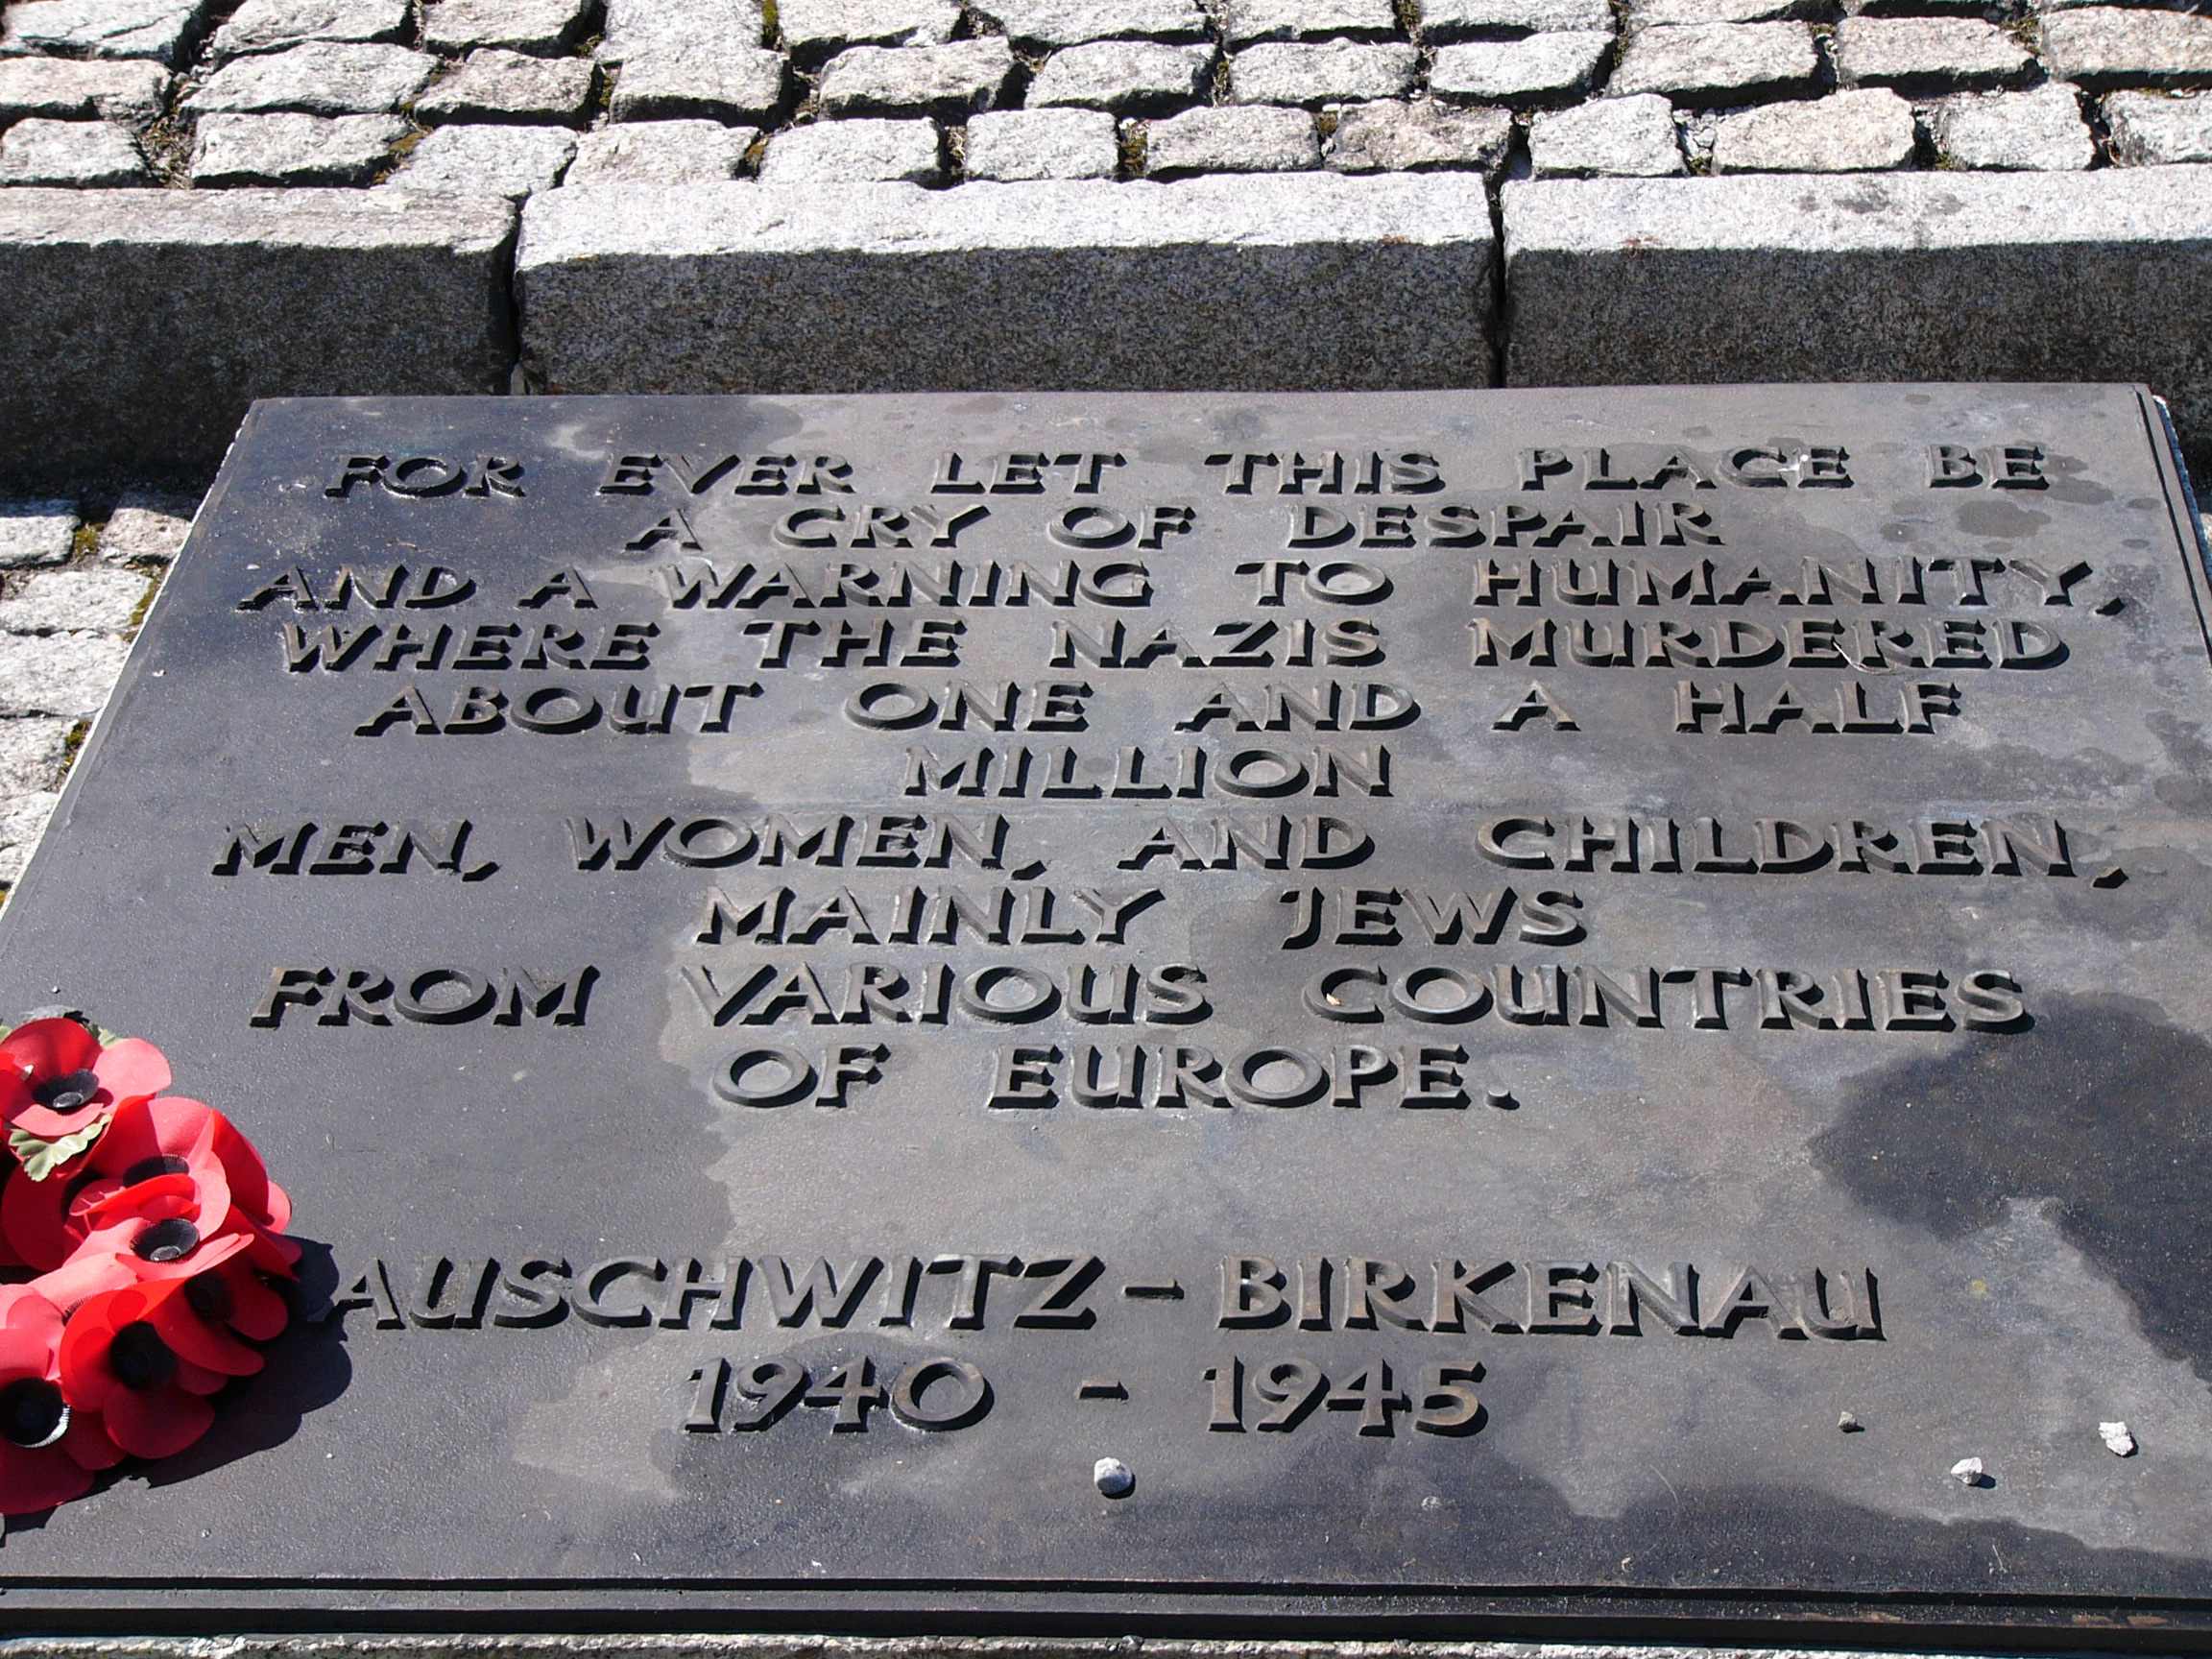 FOR EVER LET THIS PLACE BE
A CRY OF DESPAIR
AND A WARNING TO HUMANITY,
WHERE THE NAZIS MURDERED
ABOUT ONE AND A HALF
MILLION
MEN, WOMEN, AND CHILDREN,
MAINLY JEWS
FROM VARIOUS COUNTRIES
OF EUROPE.
AUSCHWITZ - BIRKENAU
1940 - 1945